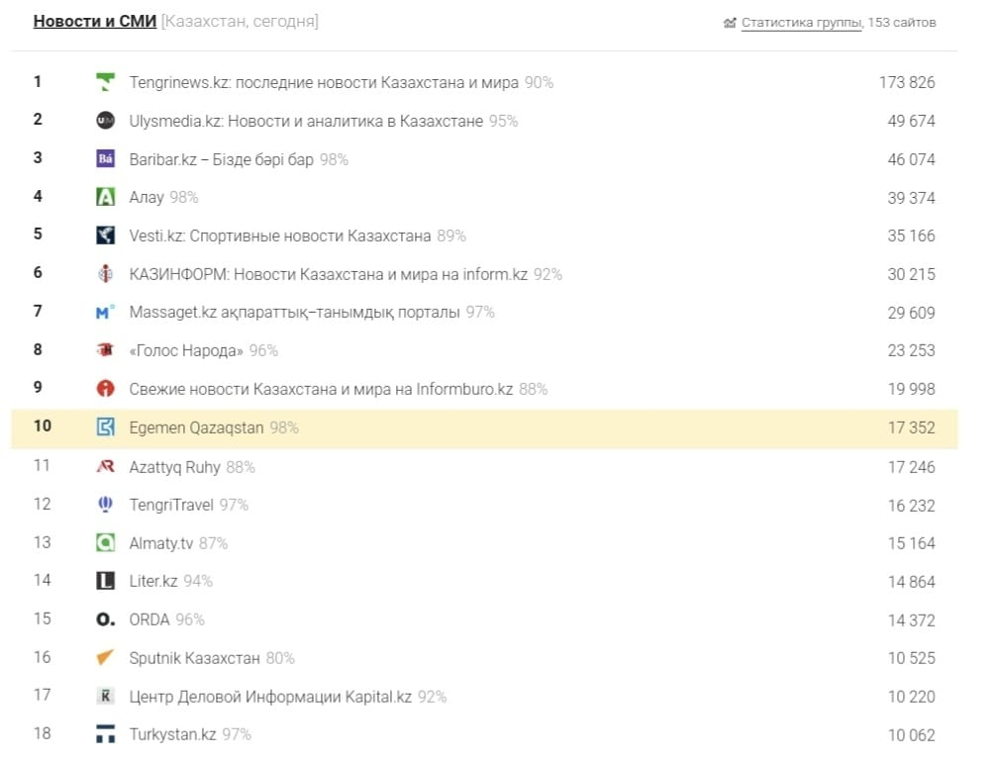 Новости и СМИ [Казахстан, сегодня] Статистика группы, 153 сайтов
1 Tengrinews.kz: последние новости Казахстана и мира 90% 173 826
2 Ulysmedia.kz: Новости и аналитика в Казахстане 95% 49 674
3 Bá Baribar.kz – Бізде бәрі бар 98% 46 074
4 Алау 98% 39 374
5 Vesti.kz: Спортивные новости Казахстана 89% 35 166
6 КАЗИНФОРМ: Новости Казахстана и мира на inform.kz 92% 30 215
7 Massaget.kz ақпараттық–танымдық порталы 97% 29 609
8 «Голос Народа» 96% 23 253
9 Свежие новости Казахстана и мира на Informburo.kz 88% 19 998
10 Egemen Qazaqstan 98% 17 352
11 AR Azattyq Ruhy 88% 17 246
12 TengriTravel 97% 16 232
13 Almaty.tv 87% 15 164
14 L Liter.kz 94% 14 864
15 O. ORDA 96% 14 372
16 Sputnik Казахстан 80% 10 525
17 K Центр Деловой Информации Kapital.kz 92% 10 220
18 Turkystan.kz 97% 10 062